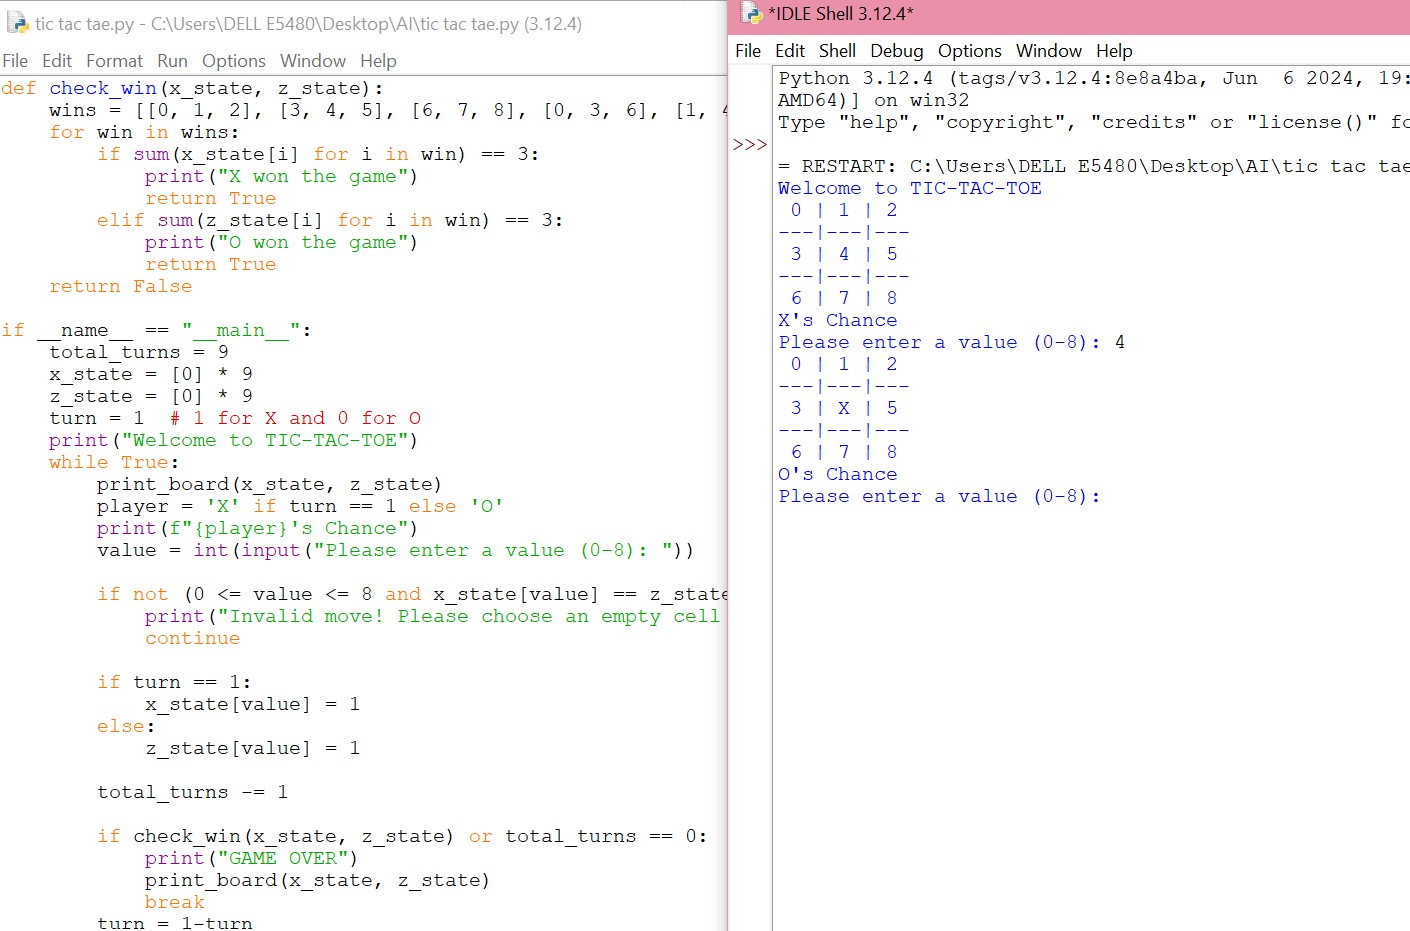 tic tac tae.py - C:\Users\DELL E5480\Desktop\AI\tic tac tae.py (3.12.4)
File Edit Format Run Options Window Help
def check_win(x_state, z_state):
    wins = [[0, 1, 2], [3, 4, 5], [6, 7, 8], [0, 3, 6], [1,
    for win in wins:
        if sum(x_state[i] for i in win) == 3:
            print("X won the game")
            return True
        elif sum(z_state[i] for i in win) == 3:
            print("O won the game")
            return True
    return False
if __name__ == "__main__":
    total_turns = 9
    x_state = [0] * 9
    z_state = [0] * 9
    turn = 1  # 1 for X and 0 for O
    print("Welcome to TIC-TAC-TOE")
    while True:
        print_board(x_state, z_state)
        player = 'X' if turn == 1 else 'O'
        print(f"{player}'s Chance")
        value = int(input("Please enter a value (0-8): "))
        if not (0 <= value <= 8 and x_state[value] == z_state
            print("Invalid move! Please choose an empty cell
            continue
        if turn == 1:
            x_state[value] = 1
        else:
            z_state[value] = 1
        total_turns -= 1
        if check_win(x_state, z_state) or total_turns == 0:
            print("GAME OVER")
            print_board(x_state, z_state)
            break
        turn = 1-turn
*IDLE Shell 3.12.4*
File Edit Shell Debug Options Window Help
Python 3.12.4 (tags/v3.12.4:8e8a4ba, Jun  6 2024, 19:
AMD64)] on win32
Type "help", "copyright", "credits" or "license()" fo
>>>
= RESTART: C:\Users\DELL E5480\Desktop\AI\tic tac tae
Welcome to TIC-TAC-TOE
 0 | 1 | 2
---|---|---
 3 | 4 | 5
---|---|---
 6 | 7 | 8
X's Chance
Please enter a value (0-8): 4
 0 | 1 | 2
---|---|---
 3 | X | 5
---|---|---
 6 | 7 | 8
O's Chance
Please enter a value (0-8):